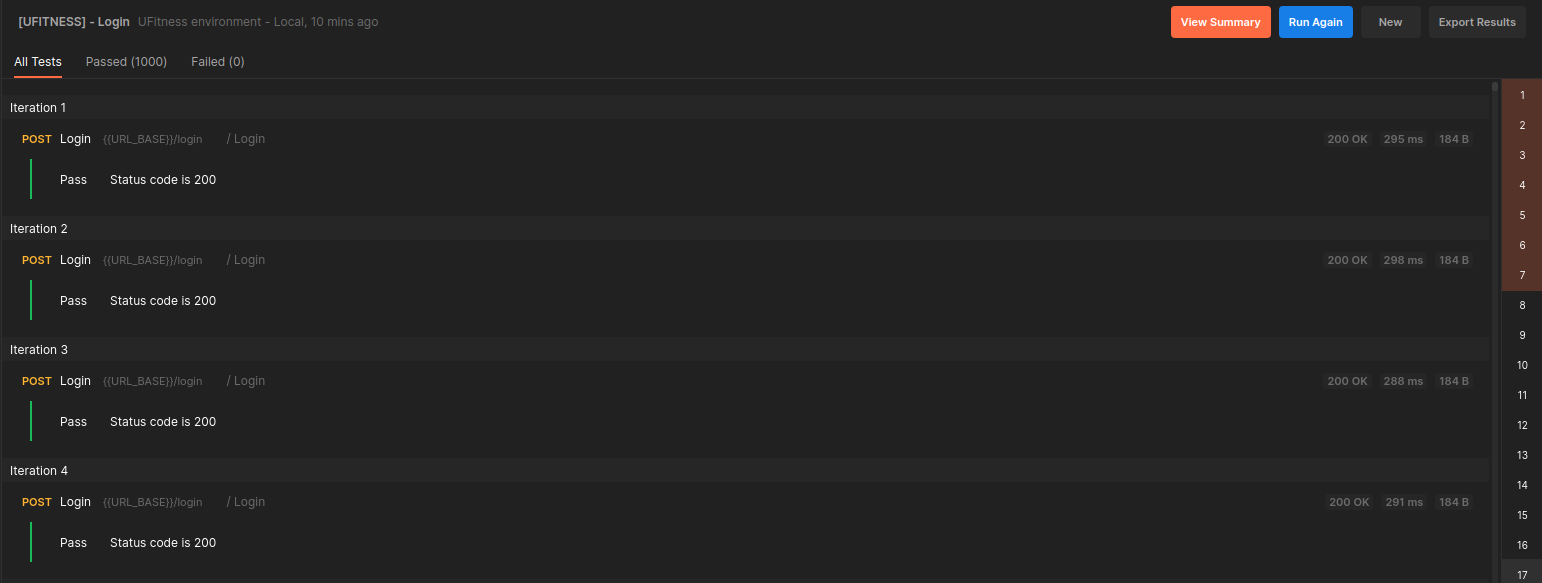 [UFITNESS] - Login UFitness environment - Local, 10 mins ago View Summary Run Again New Export Results
All Tests Passed (1000) Failed (0)
Iteration 1
POST Login {{URL_BASE}}/login / Login 200 OK 295 ms 184 B
Pass Status code is 200
Iteration 2
POST Login {{URL_BASE}}/login / Login 200 OK 298 ms 184 B
Pass Status code is 200
Iteration 3
POST Login {{URL_BASE}}/login / Login 200 OK 288 ms 184 B
Pass Status code is 200
Iteration 4
POST Login {{URL_BASE}}/login / Login 200 OK 291 ms 184 B
Pass Status code is 200
1
2
3
4
5
6
7
8
9
10
11
12
13
14
15
16
17